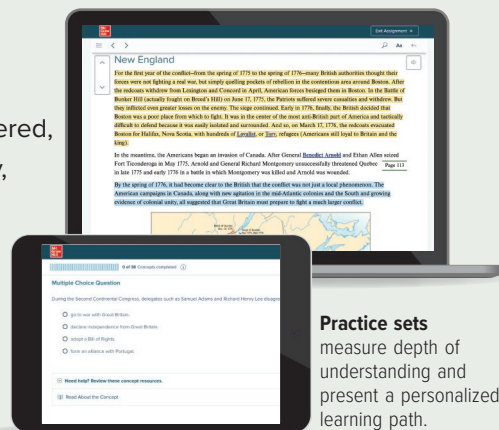 Exit Assignment
Aa
New England
For the first year of the conflict–from the spring of 1775 to the spring of 1776–many British authorities thought their
forces were not fighting a real war, but simply quelling pockets of rebellion in the contentious area around Boston. After
the redcoats withdrew from Lexington and Concord in April, American forces besieged them in Boston. In the Battle of
Bunker Hill (actually fought on Breed's Hill) on June 17, 1775, the Patriots suffered severe casualties and withdrew. But
they inflicted even greater losses on the enemy. The siege continued. Early in 1776, finally, the British decided that
Boston was a poor place from which to fight. It was in the center of the most anti-British part of America and tactically
difficult to defend because it was easily isolated and surrounded. And so, on March 17, 1776, the redcoats evacuated
Boston for Halifax, Nova Scotia, with hundreds of Loyalist, or Tory, refugees (Americans still loyal to Britain and the
king).
In the meantime, the Americans began an invasion of Canada. After General Benedict Arnold and Ethan Allen seized
Fort Ticonderoga in May 1775, Arnold and General Richard Montgomery unsuccessfully threatened Quebec
Page 113
in late 1775 and early 1776 in a battle in which Montgomery was killed and Arnold was wounded.
By the spring of 1776, it had become clear to the British that the conflict was not just a local phenomenon. The
American campaigns in Canada, along with new agitation in the mid-Atlantic colonies and the South and growing
evidence of colonial unity, all suggested that Great Britain must prepare to fight a much larger conflict.
ered,
y,
0 of 38 Concepts completed
Multiple Choice Question
During the Second Continental Congress, delegates such as Samuel Adams and Richard Henry Lee disagre
go to war with Great Britain.
declare independence from Great Britain.
adopt a Bill of Rights.
form an alliance with Portugal.
Need help? Review these concept resources.
Read About the Concept
Practice sets
measure depth of
understanding and
present a personalized
learning path.